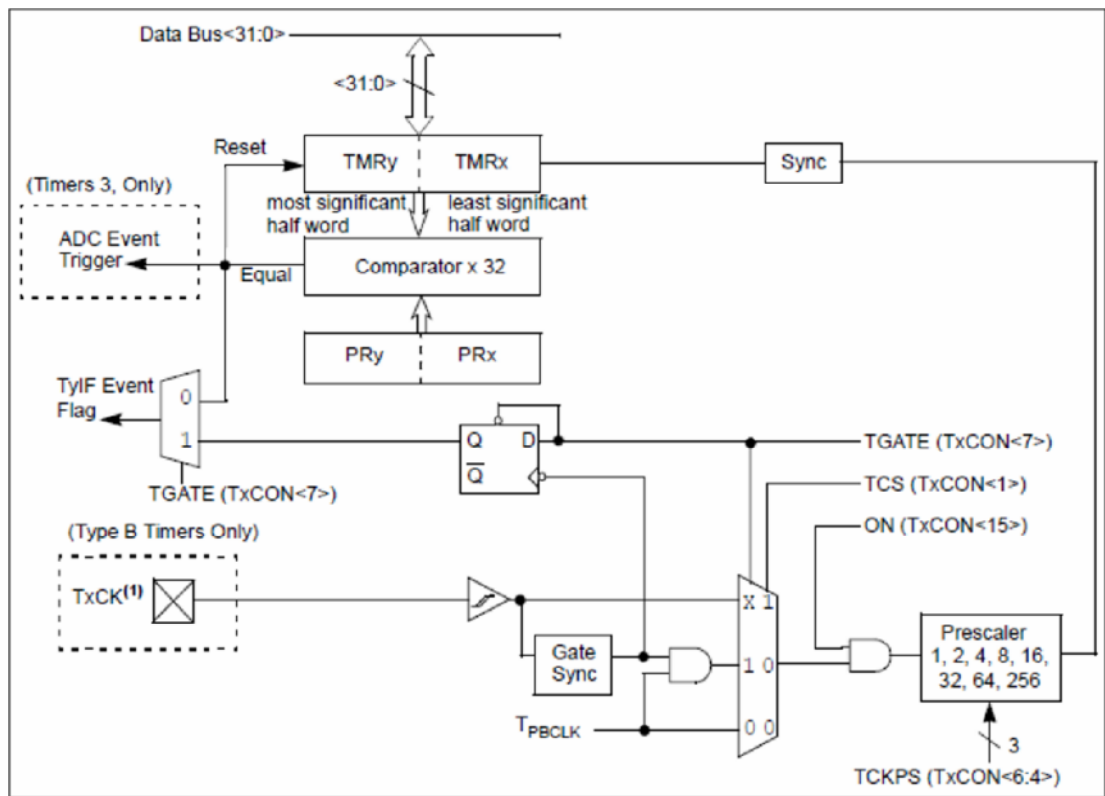 Data Bus<31:0>
<31:0>
Reset
TMRy TMRx
Sync
(Timers 3, Only)
most significant
half word
least significant
half word
ADC Event
Trigger
Equal
Comparator x 32
PRy PRx
TyIF Event
Flag
0
1
Q D
Q
TGATE (TxCON<7>)
TGATE (TxCON<7>)
TCS (TxCON<1>)
(Type B Timers Only)
ON (TxCON<15>)
TxCK(1)
X 1
Gate
Sync
1 0
Prescaler
1, 2, 4, 8, 16,
32, 64, 256
TPBCLK
0 0
3
TCKPS (TxCON<6:4>)